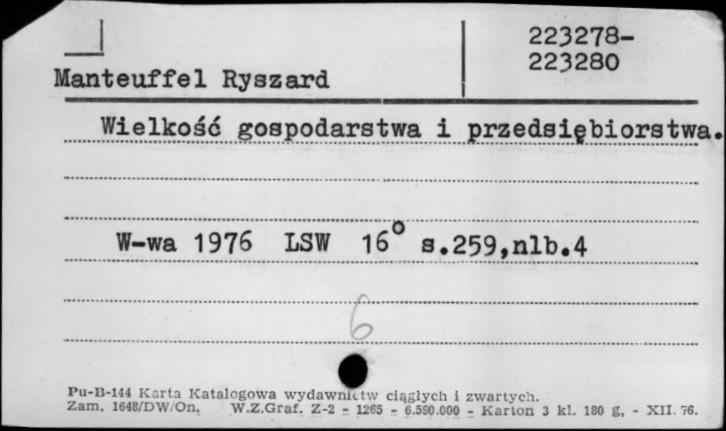 223278-
223280
Manteuffel Ryszard
Wielkość gospodarstwa i przedsiębiorstwa.
W-wa 1976 LSW 16° s.259,nlb.4
6
Pu-B-144 Karta Katalogowa wydawnictw ciągłych i zwartych.
Zam. 1648/DW/On. W.Z.Graf. Z-2 - 1265 - 6.590.000 - Karton 3 kl. 180 g, - XII. 76.